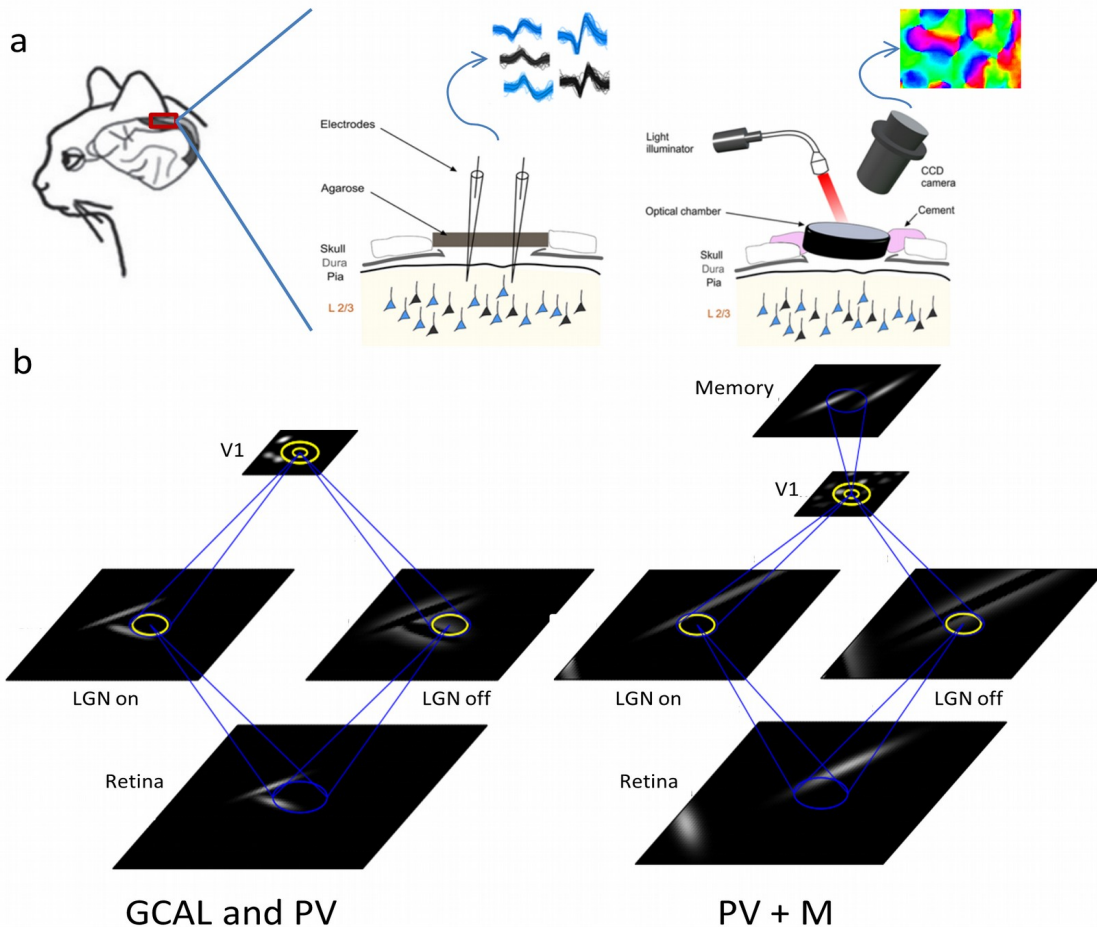 a
Electrodes
Agarose
Skull
Dura
Pia
L 2/3
Light
illuminator
CCD
camera
Optical chamber
Cement
Skull
Dura
Pia
L 2/3
b
V1
LGN on
LGN off
Retina
GCAL and PV
Memory
V1
LGN on
LGN off
Retina
PV + M